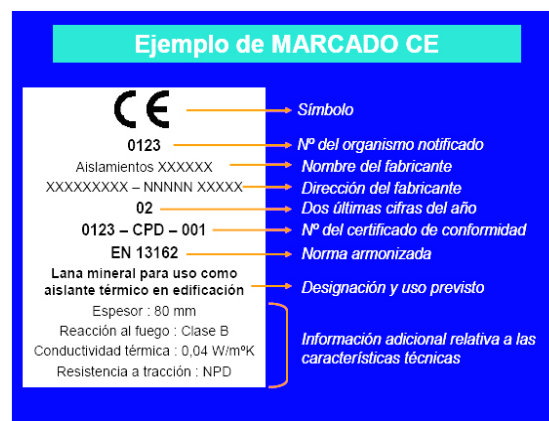 Ejemplo de MARCADO CE
CE
Símbolo
0123
Nº del organismo notificado
Aislamientos XXXXXX
Nombre del fabricante
XXXXXXXXX – NNNNN XXXXX
Dirección del fabricante
02
Dos últimas cifras del año
0123 – CPD – 001
Nº del certificado de conformidad
EN 13162
Norma armonizada
Lana mineral para uso como
aislante térmico en edificación
Designación y uso previsto
Espesor : 80 mm
Reacción al fuego : Clase B
Conductividad térmica : 0,04 W/mºK
Resistencia a tracción : NPD
Información adicional relativa a las
características técnicas